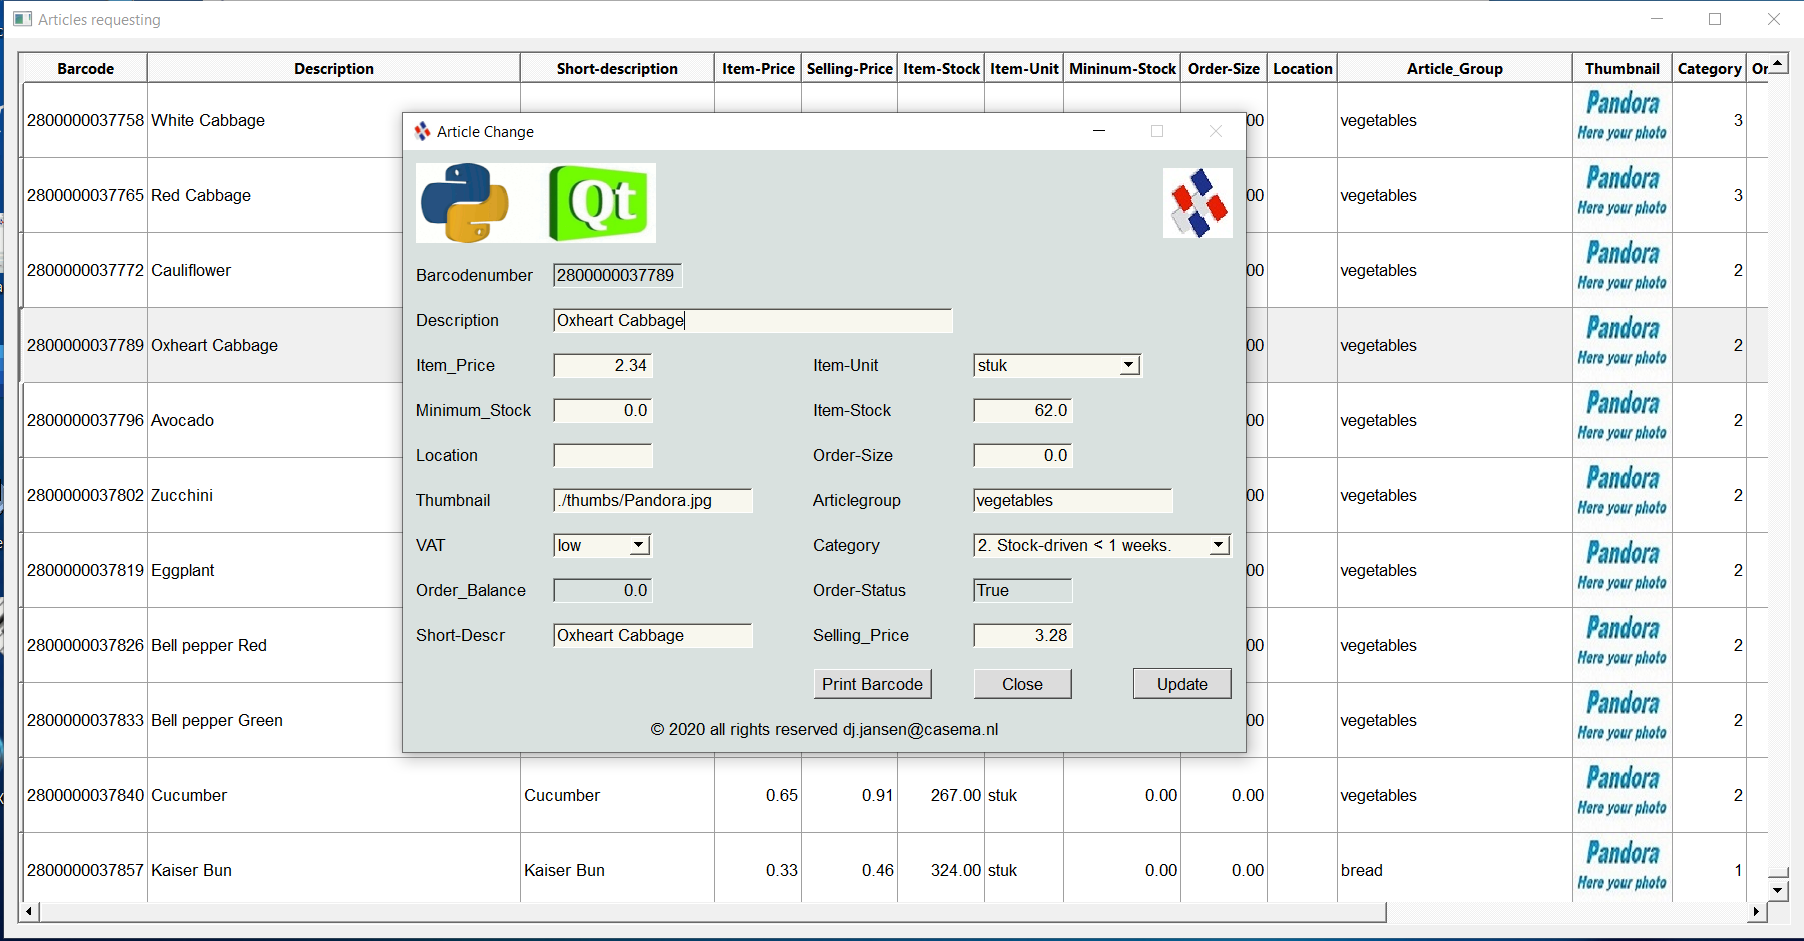 Articles requesting
Barcode Description Short-description Item-Price Selling-Price Item-Stock Item-Unit Mininum-Stock Order-Size Location Article_Group Thumbnail Category
2800000037758 White Cabbage 00 vegetables Pandora Here your photo 3
2800000037765 Red Cabbage 00 vegetables Pandora Here your photo 3
2800000037772 Cauliflower 00 vegetables Pandora Here your photo 2
2800000037789 Oxheart Cabbage 00 vegetables Pandora Here your photo 2
2800000037796 Avocado 00 vegetables Pandora Here your photo 2
2800000037802 Zucchini 00 vegetables Pandora Here your photo 2
2800000037819 Eggplant 00 vegetables Pandora Here your photo 2
2800000037826 Bell pepper Red 00 vegetables Pandora Here your photo 2
2800000037833 Bell pepper Green 00 vegetables Pandora Here your photo 2
2800000037840 Cucumber Cucumber 0.65 0.91 267.00 stuk 0.00 0.00 vegetables Pandora Here your photo 2
2800000037857 Kaiser Bun Kaiser Bun 0.33 0.46 324.00 stuk 0.00 0.00 bread Pandora Here your photo 1
Article Change
Qt
Barcodenumber 2800000037789
Description Oxheart Cabbage
Item_Price 2.34 Item-Unit stuk
Minimum_Stock 0.0 Item-Stock 62.0
Location Order-Size 0.0
Thumbnail ./thumbs/Pandora.jpg Articlegroup vegetables
VAT low Category 2. Stock-driven < 1 weeks.
Order_Balance 0.0 Order-Status True
Short-Descr Oxheart Cabbage Selling_Price 3.28
Print Barcode Close Update
© 2020 all rights reserved dj.jansen@casema.nl